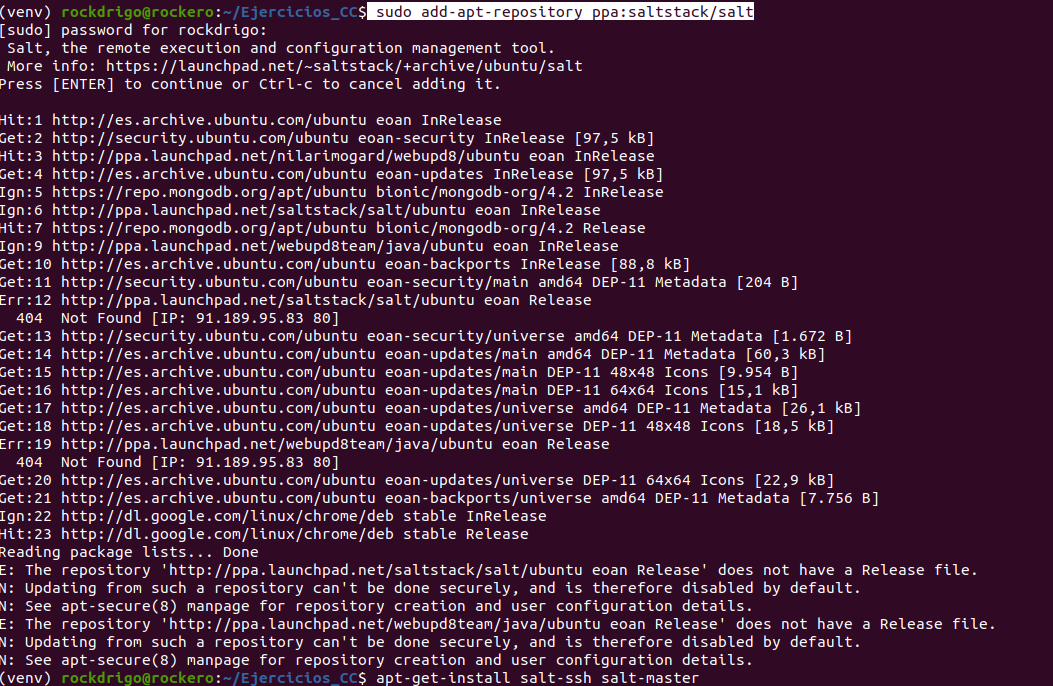 (venv) rockdrigo@rockero:~/Ejercicios_CC$ sudo add-apt-repository ppa:saltstack/salt
[sudo] password for rockdrigo:
 Salt, the remote execution and configuration management tool.
 More info: https://launchpad.net/~saltstack/+archive/ubuntu/salt
Press [ENTER] to continue or Ctrl-c to cancel adding it.

Hit:1 http://es.archive.ubuntu.com/ubuntu eoan InRelease
Get:2 http://security.ubuntu.com/ubuntu eoan-security InRelease [97,5 kB]
Hit:3 http://ppa.launchpad.net/nilarimogard/webupd8/ubuntu eoan InRelease
Get:4 http://es.archive.ubuntu.com/ubuntu eoan-updates InRelease [97,5 kB]
Ign:5 https://repo.mongodb.org/apt/ubuntu bionic/mongodb-org/4.2 InRelease
Ign:6 http://ppa.launchpad.net/saltstack/salt/ubuntu eoan InRelease
Hit:7 https://repo.mongodb.org/apt/ubuntu bionic/mongodb-org/4.2 Release
Ign:9 http://ppa.launchpad.net/webupd8team/java/ubuntu eoan InRelease
Get:10 http://es.archive.ubuntu.com/ubuntu eoan-backports InRelease [88,8 kB]
Get:11 http://security.ubuntu.com/ubuntu eoan-security/main amd64 DEP-11 Metadata [204 B]
Err:12 http://ppa.launchpad.net/saltstack/salt/ubuntu eoan Release
  404  Not Found [IP: 91.189.95.83 80]
Get:13 http://security.ubuntu.com/ubuntu eoan-security/universe amd64 DEP-11 Metadata [1.672 B]
Get:14 http://es.archive.ubuntu.com/ubuntu eoan-updates/main amd64 DEP-11 Metadata [60,3 kB]
Get:15 http://es.archive.ubuntu.com/ubuntu eoan-updates/main DEP-11 48x48 Icons [9.954 B]
Get:16 http://es.archive.ubuntu.com/ubuntu eoan-updates/main DEP-11 64x64 Icons [15,1 kB]
Get:17 http://es.archive.ubuntu.com/ubuntu eoan-updates/universe amd64 DEP-11 Metadata [26,1 kB]
Get:18 http://es.archive.ubuntu.com/ubuntu eoan-updates/universe DEP-11 48x48 Icons [18,5 kB]
Err:19 http://ppa.launchpad.net/webupd8team/java/ubuntu eoan Release
  404  Not Found [IP: 91.189.95.83 80]
Get:20 http://es.archive.ubuntu.com/ubuntu eoan-updates/universe DEP-11 64x64 Icons [22,9 kB]
Get:21 http://es.archive.ubuntu.com/ubuntu eoan-backports/universe amd64 DEP-11 Metadata [7.756 B]
Ign:22 http://dl.google.com/linux/chrome/deb stable InRelease
Hit:23 http://dl.google.com/linux/chrome/deb stable Release
Reading package lists... Done
E: The repository 'http://ppa.launchpad.net/saltstack/salt/ubuntu eoan Release' does not have a Release file.
N: Updating from such a repository can't be done securely, and is therefore disabled by default.
N: See apt-secure(8) manpage for repository creation and user configuration details.
E: The repository 'http://ppa.launchpad.net/webupd8team/java/ubuntu eoan Release' does not have a Release file.
N: Updating from such a repository can't be done securely, and is therefore disabled by default.
N: See apt-secure(8) manpage for repository creation and user configuration details.
(venv) rockdrigo@rockero:~/Ejercicios_CC$ apt-get-install salt-ssh salt-master